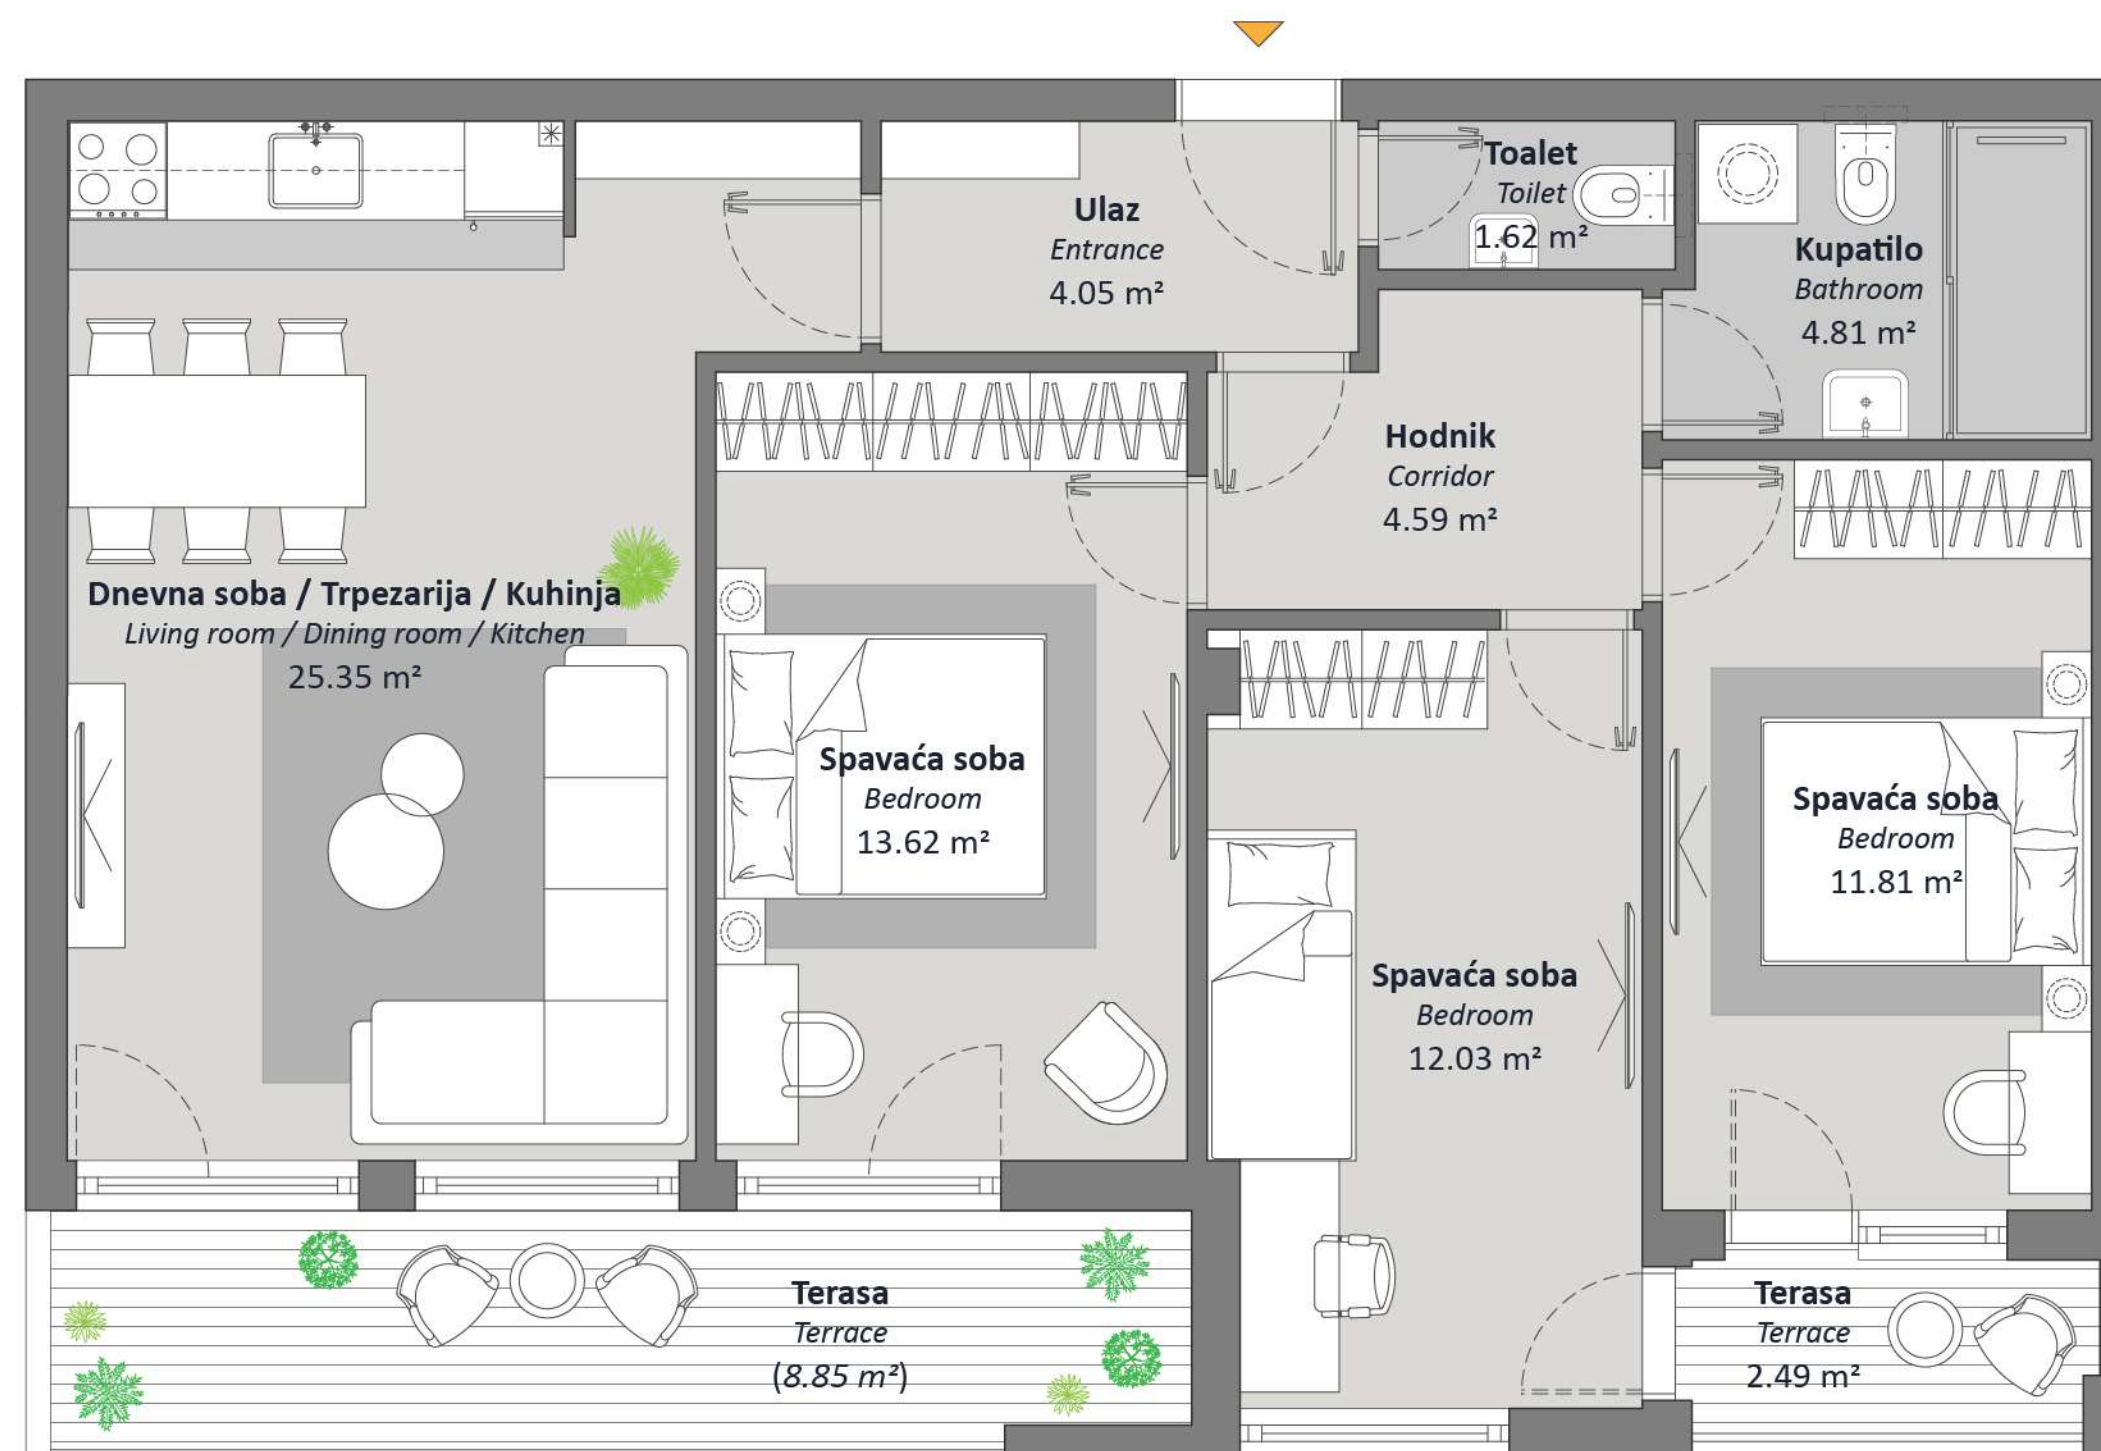 Toalet
Toilet
1.62 m²
Ulaz
Entrance
4.05 m²
Kupatilo
Bathroom
4.81 m²
Hodnik
Corridor
4.59 m²
Dnevna soba / Trpezarija / Kuhinja
Living room / Dining room / Kitchen
25.35 m²
Spavaća soba
Bedroom
13.62 m²
Spavaća soba
Bedroom
11.81 m²
Spavaća soba
Bedroom
12.03 m²
Terasa
Terrace
(8.85 m²)
Terasa
Terrace
2.49 m²